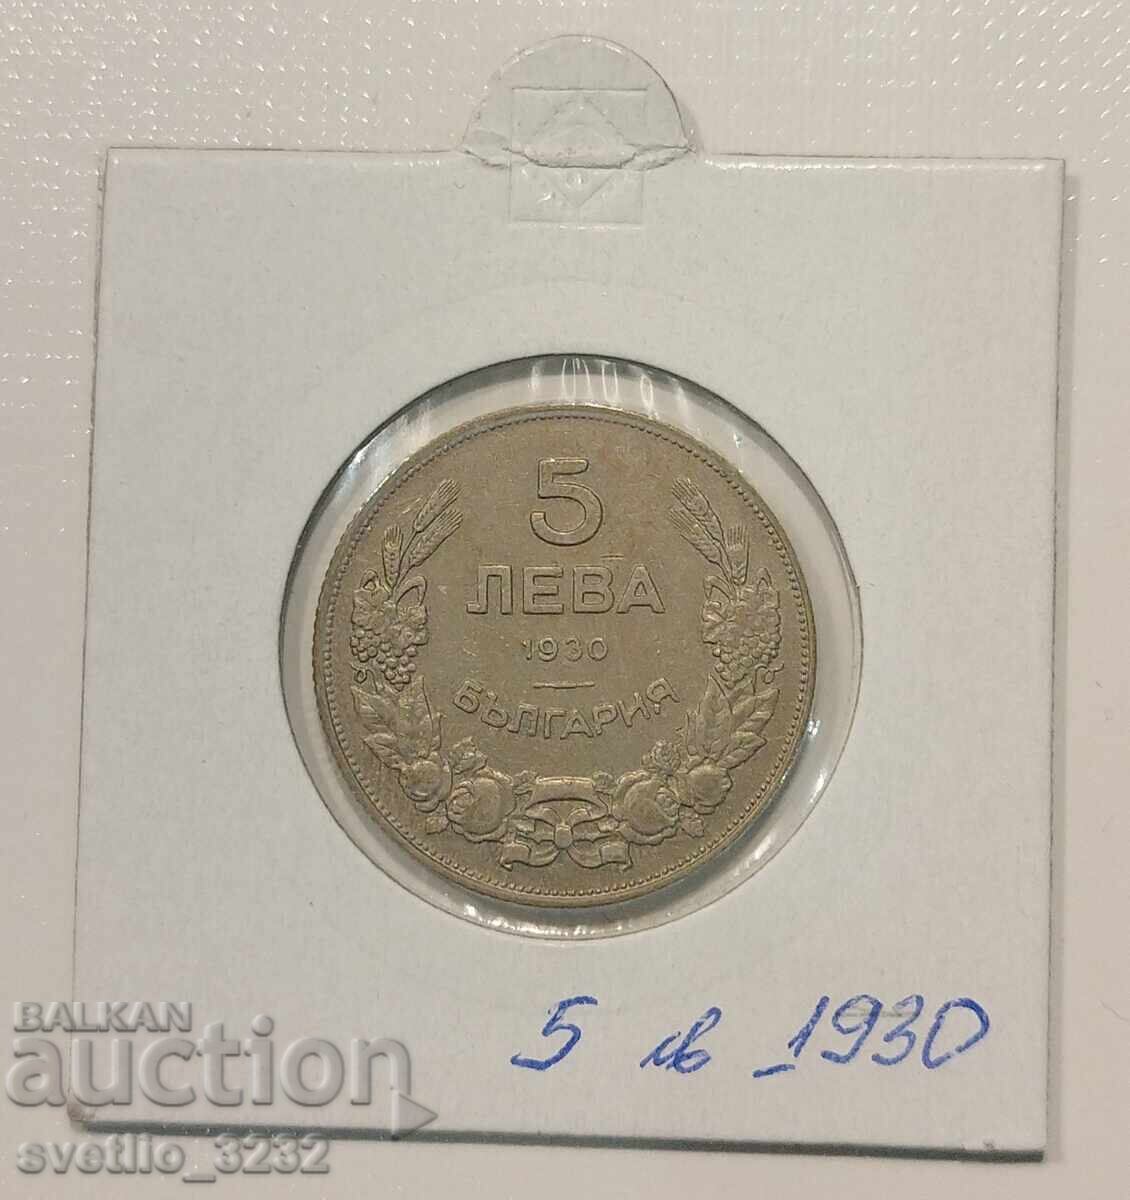 5
ЛЕВА
1930
БЪЛГАРИЯ
5 лв 1930
BALKAN
auction
svetlio_3232